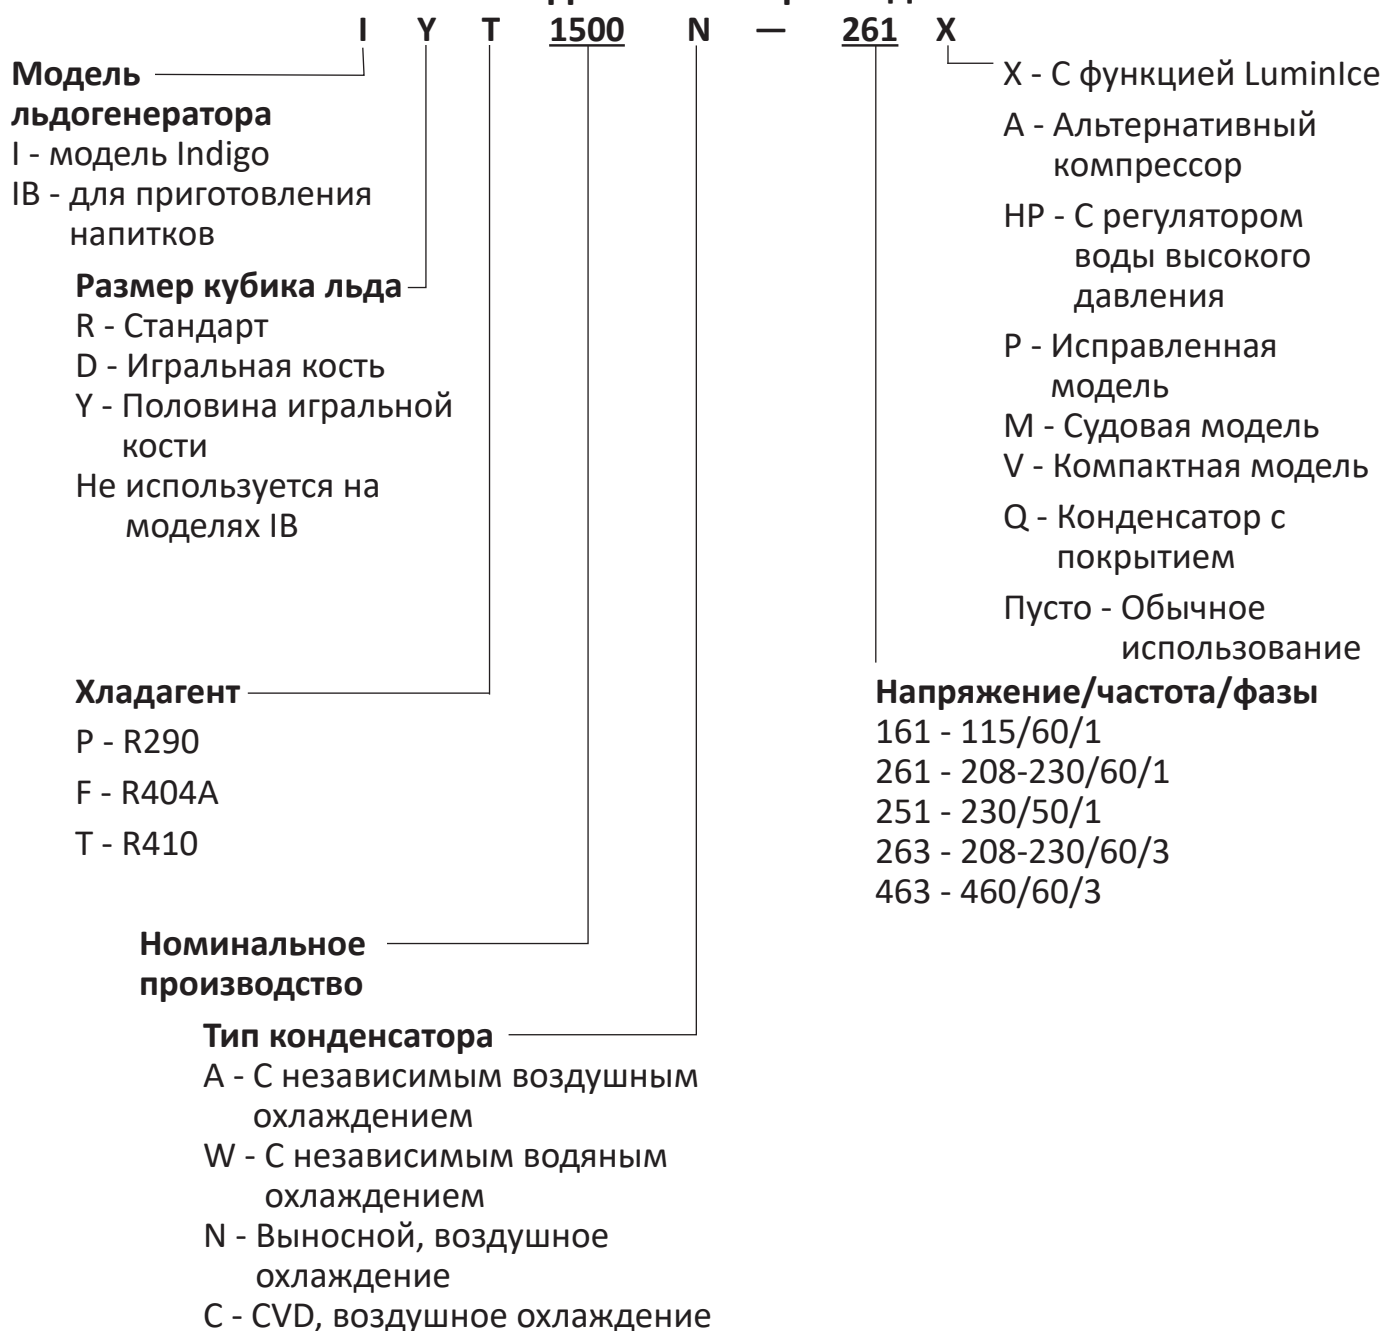 I Y T 1500 N — 261 X
Модель
льдогенератора
I - модель Indigo
IB - для приготовления
напитков
Размер кубика льда
R - Стандарт
D - Игральная кость
Y - Половина игральной
кости
Не используется на
моделях IB
Хладагент
P - R290
F - R404A
T - R410
Номинальное
производство
Тип конденсатора
A - С независимым воздушным
охлаждением
W - С независимым водяным
охлаждением
N - Выносной, воздушное
охлаждение
C - CVD, воздушное охлаждение
X - С функцией LuminIce
A - Альтернативный
компрессор
HP - С регулятором
воды высокого
давления
P - Исправленная
модель
M - Судовая модель
V - Компактная модель
Q - Конденсатор с
покрытием
Пусто - Обычное
использование
Напряжение/частота/фазы
161 - 115/60/1
261 - 208-230/60/1
251 - 230/50/1
263 - 208-230/60/3
463 - 460/60/3